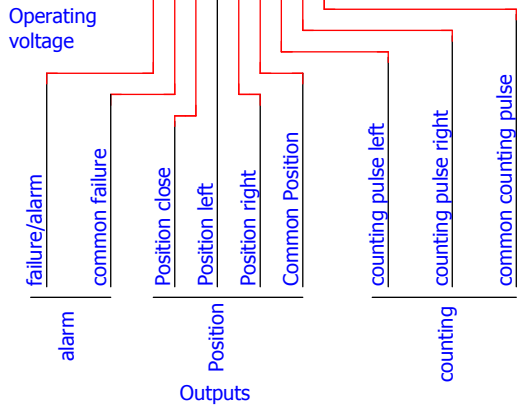 Operating
voltage
failure/alarm
common failure
Position close
Position left
Position right
Common Position
counting pulse left
counting pulse right
common counting pulse
alarm
Position
counting
Outputs